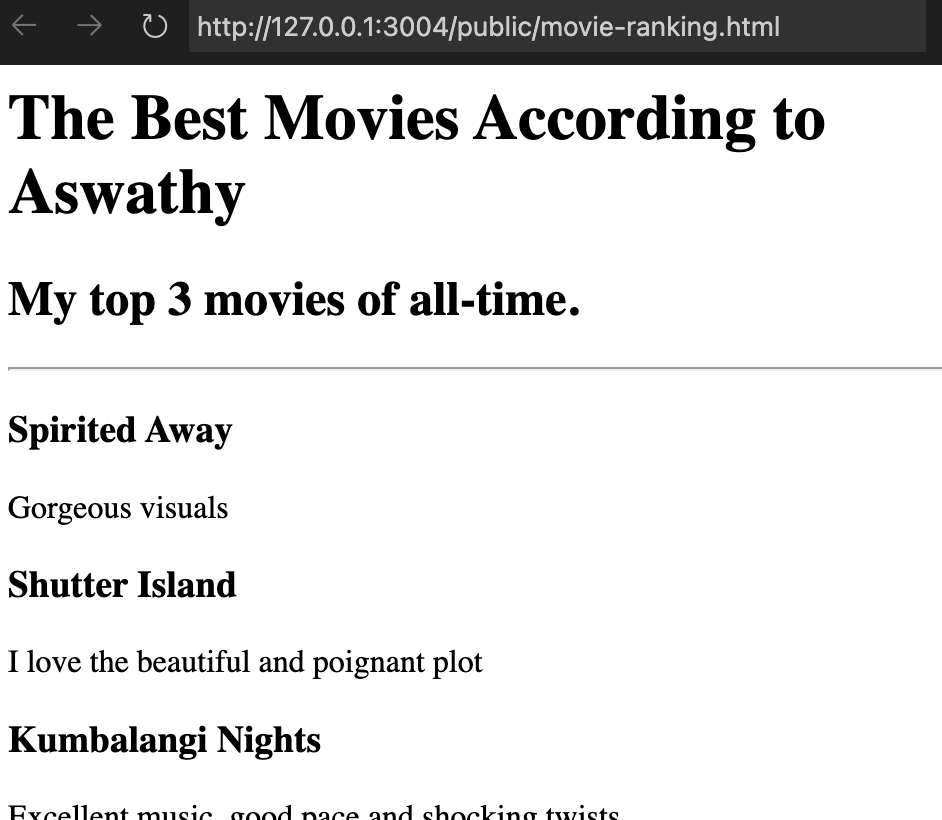 http://127.0.0.1:3004/public/movie-ranking.html
The Best Movies According to
Aswathy
My top 3 movies of all-time.
Spirited Away
Gorgeous visuals
Shutter Island
I love the beautiful and poignant plot
Kumbalangi Nights
Excellent music, good pace and shocking twists